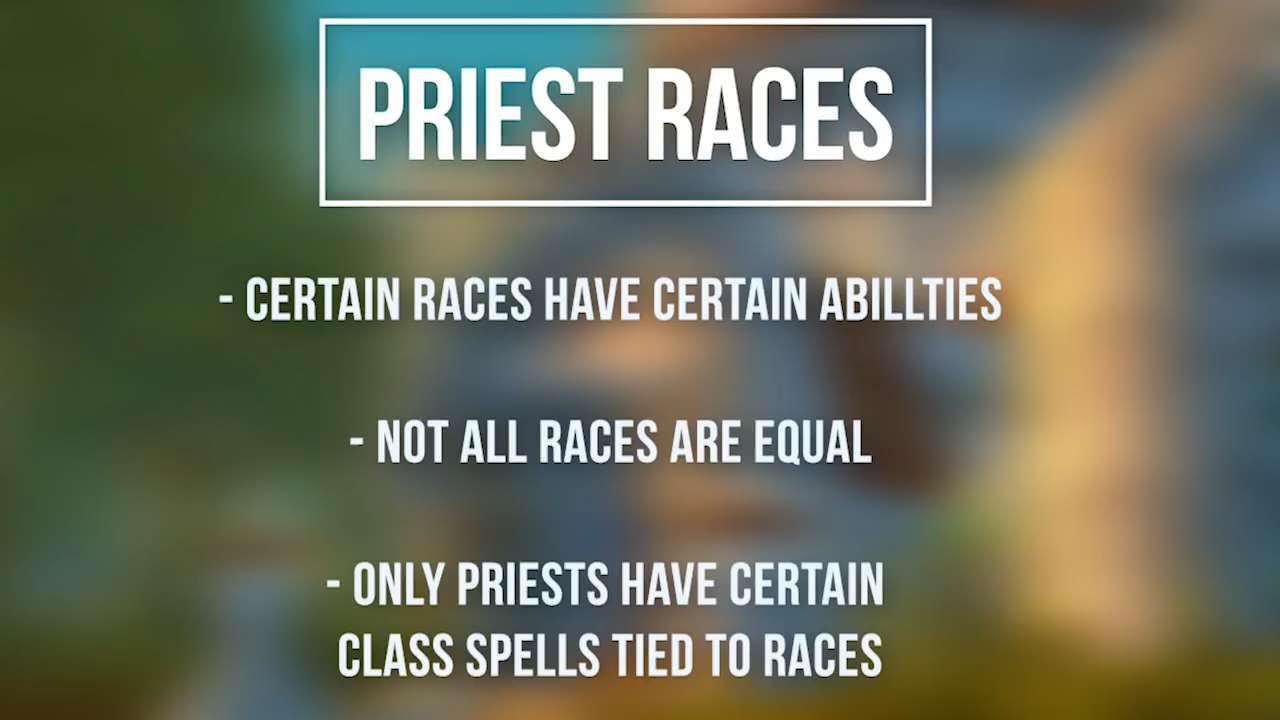 PRIEST RACES
- CERTAIN RACES HAVE CERTAIN ABILLTIES
- NOT ALL RACES ARE EQUAL
- ONLY PRIESTS HAVE CERTAIN
CLASS SPELLS TIED TO RACES